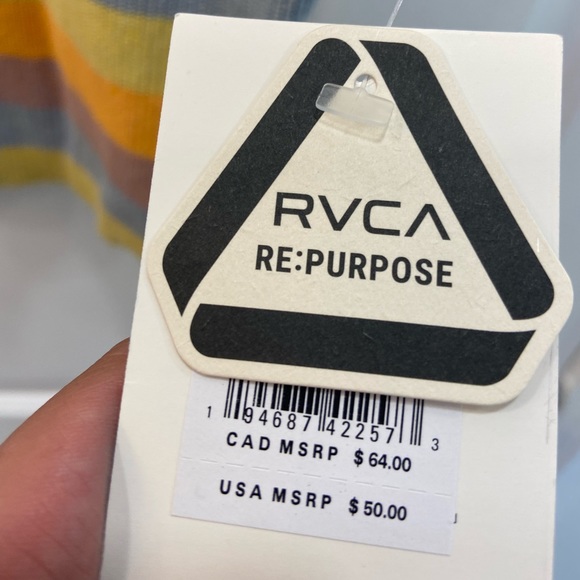 RVCA
RE:PURPOSE
1 94687 42257 3
CAD MSRP $64.00
USA MSRP $50.00